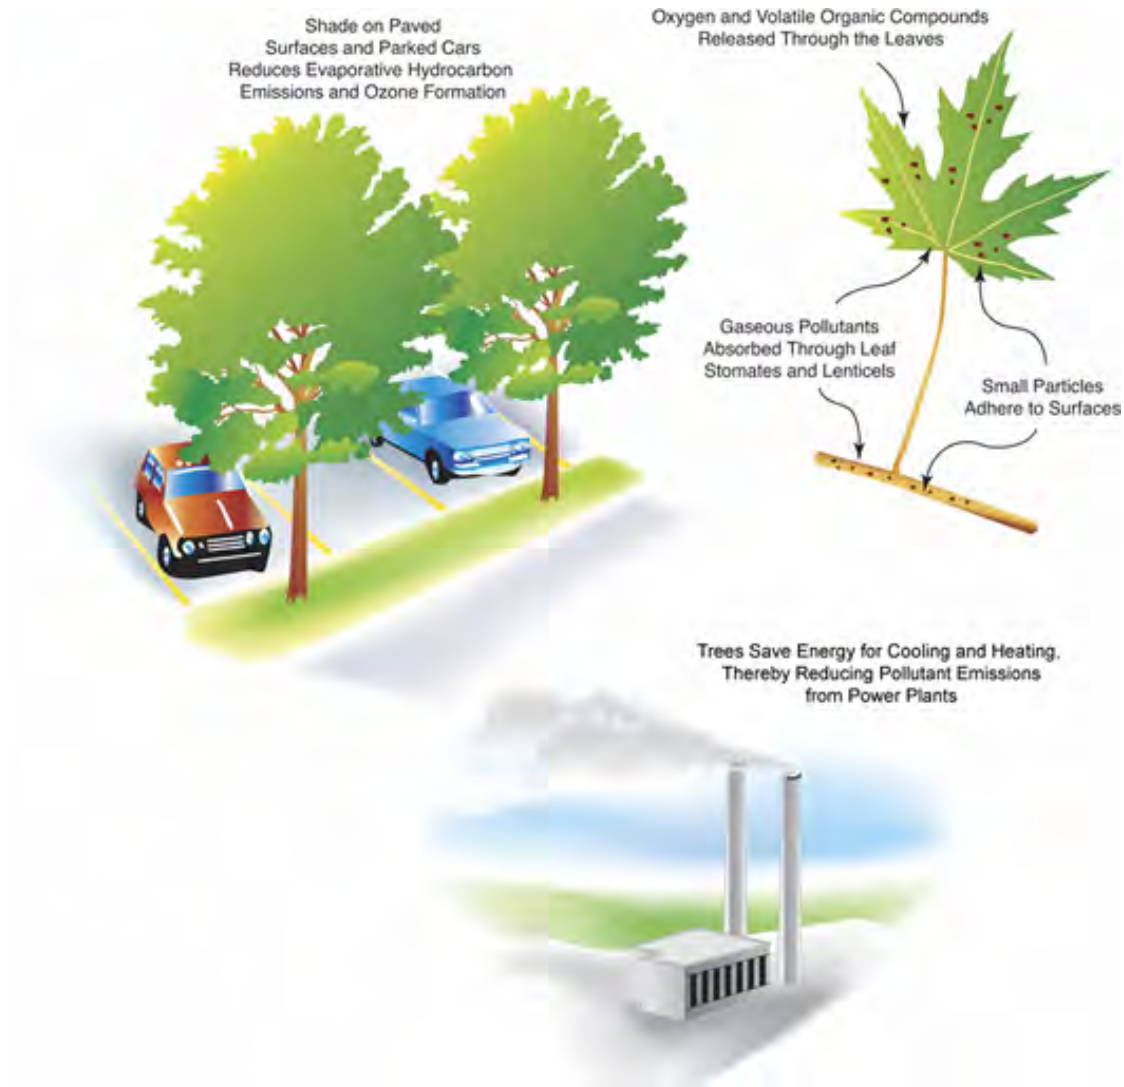 Shade on Paved
Surfaces and Parked Cars
Reduces Evaporative Hydrocarbon
Emissions and Ozone Formation
Oxygen and Volatile Organic Compounds
Released Through the Leaves
Gaseous Pollutants
Absorbed Through Leaf
Stomates and Lenticels
Small Particles
Adhere to Surfaces
Trees Save Energy for Cooling and Heating,
Thereby Reducing Pollutant Emissions
from Power Plants